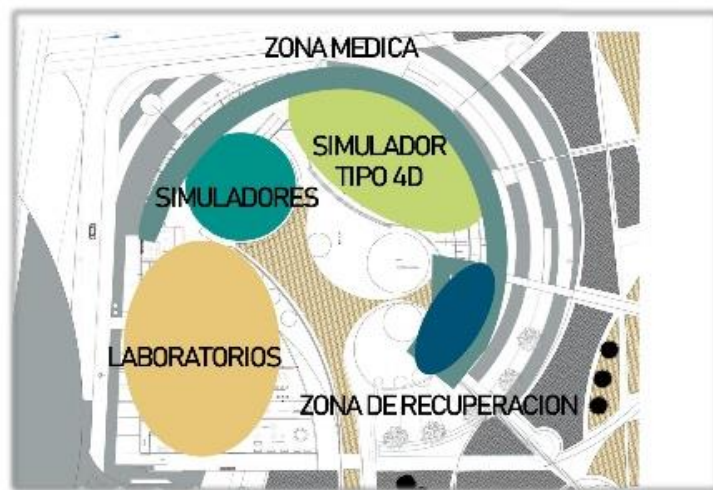 ZONA MEDICA
SIMULADOR
TIPO 4D
SIMULADORES
LABORATORIOS
ZONA DE RECUPERACION